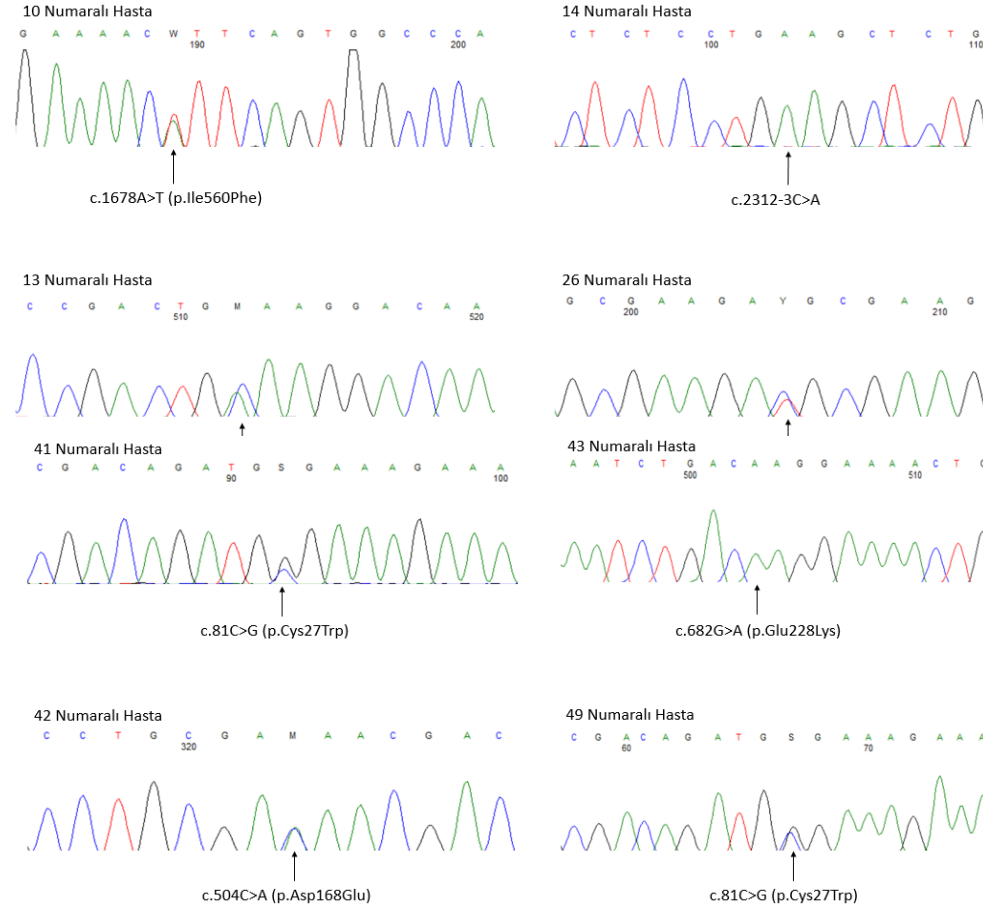 10 Numaralı Hasta
G A A A A C W T T C A G T G G C C C A
190 200
c.1678A>T (p.Ile560Phe)
14 Numaralı Hasta
C T C T C C T G A A G C T C T G
100 110
c.2312-3C>A
13 Numaralı Hasta
C C G A C T G M A A G G A C A A
510 520
26 Numaralı Hasta
G C G A A G A Y G C G A A G
200 210
41 Numaralı Hasta
C G A C A G A T G S G A A A G A A A
90 100
c.81C>G (p.Cys27Trp)
43 Numaralı Hasta
A A T C T G A C A A G G A A A A C T G
500 510
c.682G>A (p.Glu228Lys)
42 Numaralı Hasta
C C T G C G A M A A C G A C
320
c.504C>A (p.Asp168Glu)
49 Numaralı Hasta
C G A C A G A T G S G A A A G A A A
60 70
c.81C>G (p.Cys27Trp)